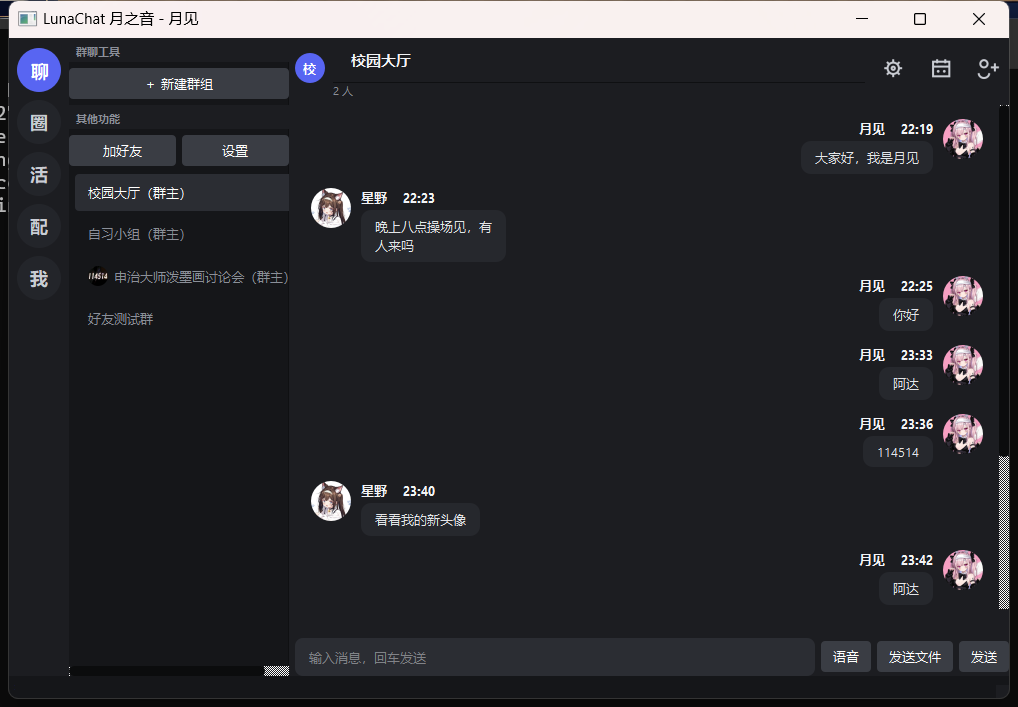 LunaChat 月之音 - 月见
聊
圈
活
配
我
群聊工具
+ 新建群组
其他功能
加好友
设置
校园大厅（群主）
自习小组（群主）
114514
申治大师泼墨画讨论会（群主）
好友测试群
校
校园大厅
2 人
月见 22:19
大家好，我是月见
星野 22:23
晚上八点操场见，有
人来吗
月见 22:25
你好
月见 23:33
阿达
月见 23:36
114514
星野 23:40
看看我的新头像
月见 23:42
阿达
输入消息，回车发送
语音
发送文件
发送